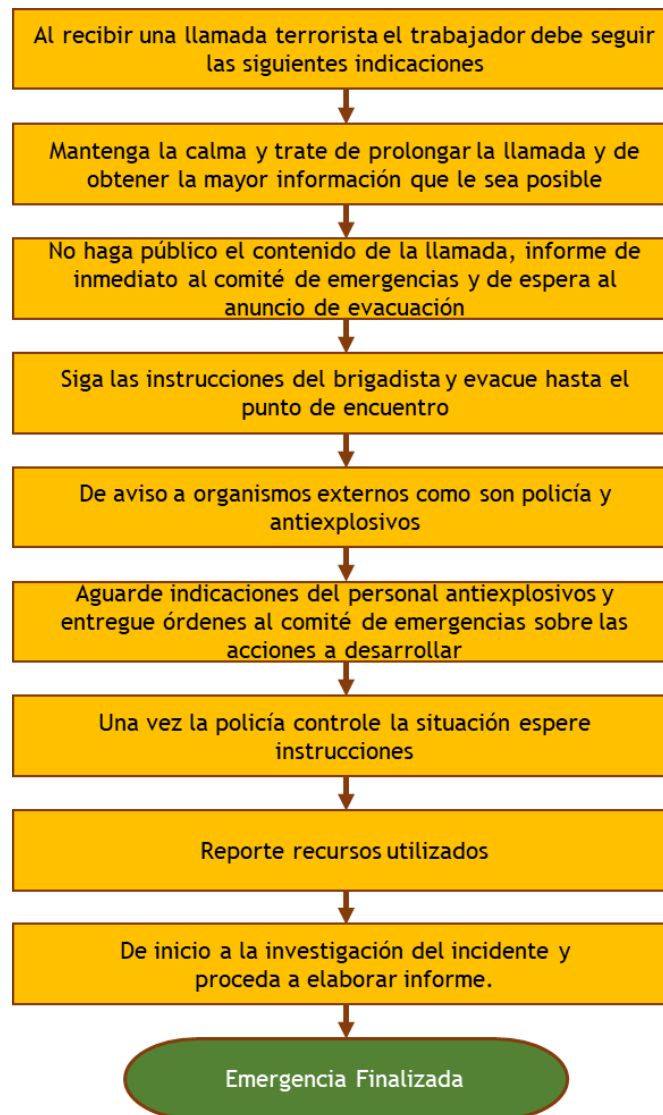 Al recibir una llamada terrorista el trabajador debe seguir
las siguientes indicaciones
Mantenga la calma y trate de prolongar la llamada y de
obtener la mayor información que le sea posible
No haga público el contenido de la llamada, informe de
inmediato al comité de emergencias y de espera al
anuncio de evacuación
Siga las instrucciones del brigadista y evacue hasta el
punto de encuentro
De aviso a organismos externos como son policía y
antiexplosivos
Aguarde indicaciones del personal antiexplosivos y
entregue órdenes al comité de emergencias sobre las
acciones a desarrollar
Una vez la policía controle la situación espere
instrucciones
Reporte recursos utilizados
De inicio a la investigación del incidente y
proceda a elaborar informe.
Emergencia Finalizada